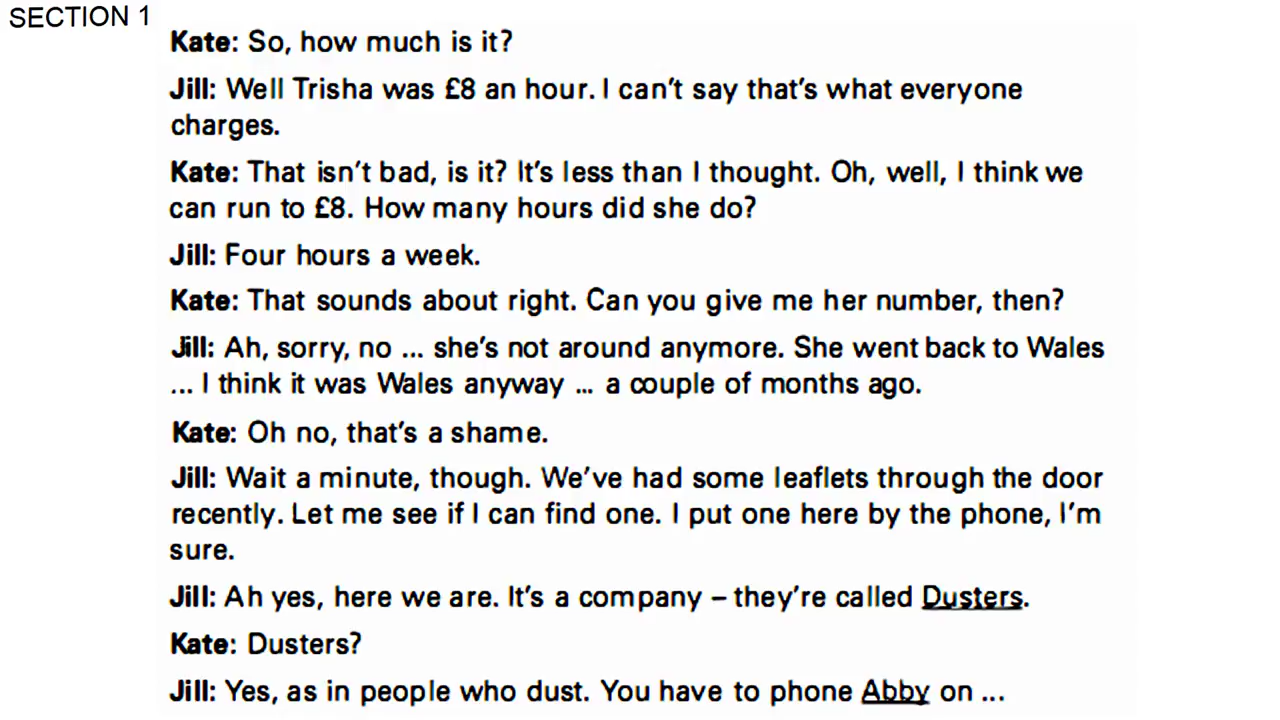 SECTION 1
Kate: So, how much is it?
Jill: Well Trisha was £8 an hour. I can't say that's what everyone
charges.
Kate: That isn't bad, is it? It's less than I thought. Oh, well, I think we
can run to £8. How many hours did she do?
Jill: Four hours a week.
Kate: That sounds about right. Can you give me her number, then?
Jill: Ah, sorry, no ... she's not around anymore. She went back to Wales
... I think it was Wales anyway ... a couple of months ago.
Kate: Oh no, that's a shame.
Jill: Wait a minute, though. We've had some leaflets through the door
recently. Let me see if I can find one. I put one here by the phone, I'm
sure.
Jill: Ah yes, here we are. It's a company – they're called Dusters.
Kate: Dusters?
Jill: Yes, as in people who dust. You have to phone Abby on ...